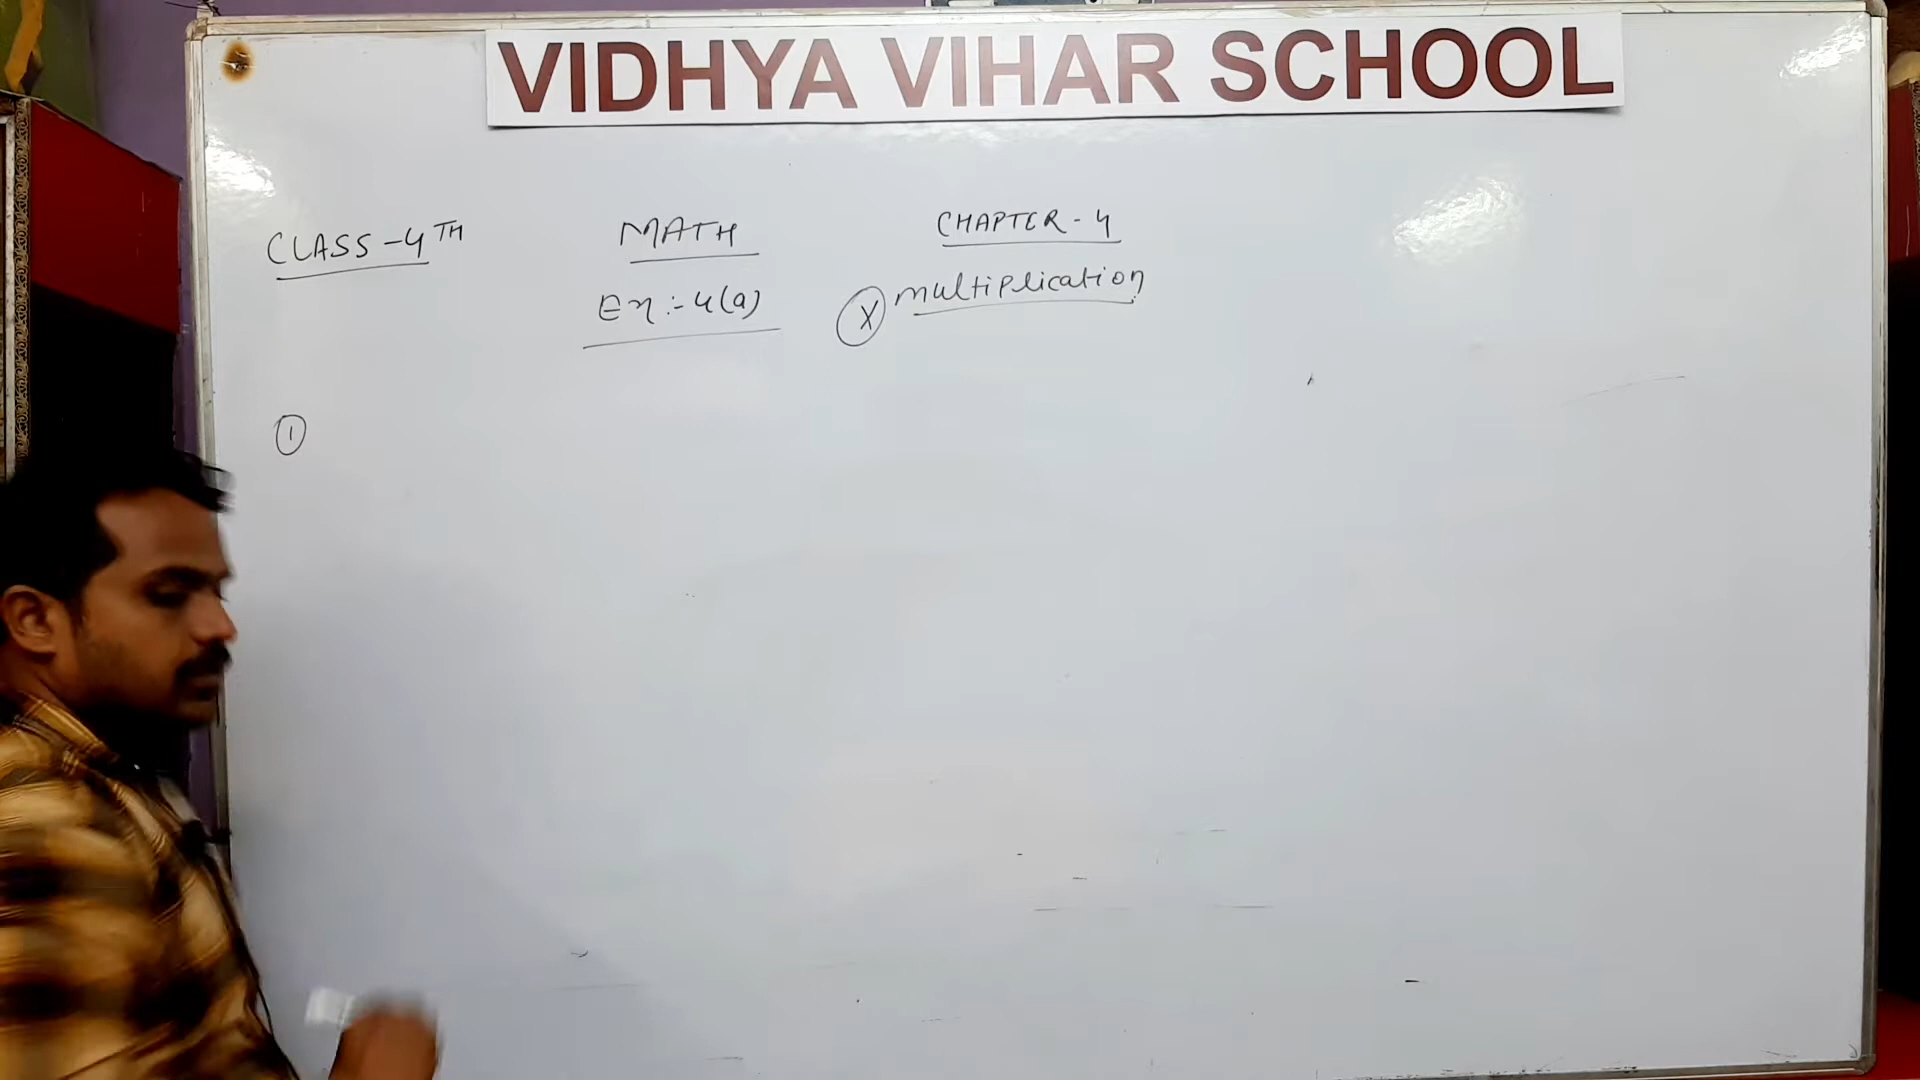 VIDHYA VIHAR SCHOOL
CLASS-4TH MATH CHAPTER-4
Ex:-4(a) (X) multiplication
①